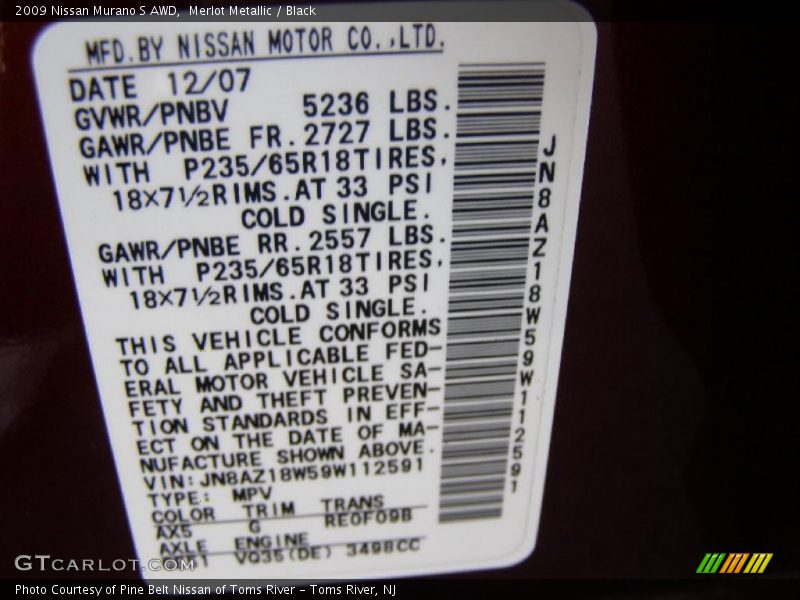 2009 Nissan Murano S AWD,  Merlot Metallic / Black
MFD.BY NISSAN MOTOR CO.,LTD.
DATE 12/07
GVWR/PNBV 5236 LBS.
GAWR/PNBE FR.2727 LBS.
WITH P235/65R18TIRES,
18X7½RIMS.AT 33 PSI
COLD SINGLE.
GAWR/PNBE RR.2557 LBS.
WITH P235/65R18TIRES,
18X7½RIMS.AT 33 PSI
COLD SINGLE.
THIS VEHICLE CONFORMS
TO ALL APPLICABLE FED-
ERAL MOTOR VEHICLE SA-
FETY AND THEFT PREVEN-
TION STANDARDS IN EFF-
ECT ON THE DATE OF MA-
NUFACTURE SHOWN ABOVE.
VIN:JN8AZ18W59W112591
TYPE: MPV
COLOR TRIM TRANS
AX5 G RE0F09B
AXLE ENGINE
VQ35(DE) 3498CC
JN8AZ18W59W112591
GTCARLOT.COM
Photo Courtesy of Pine Belt Nissan of Toms River – Toms River, NJ